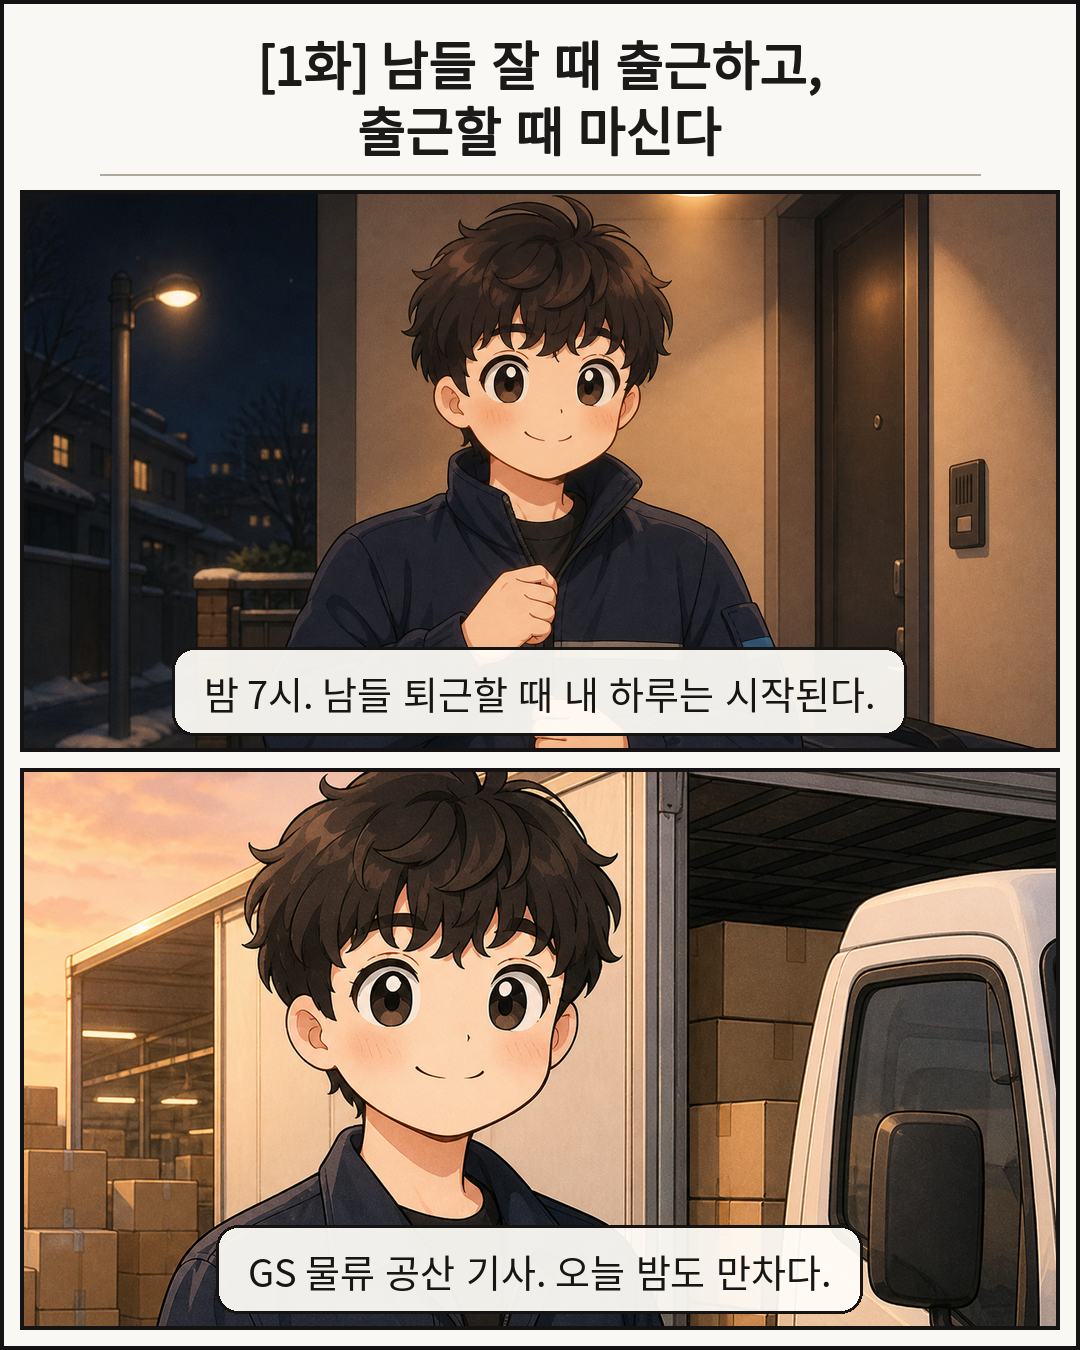 [1화] 남들 잘 때 출근하고,
출근할 때 마신다
밤 7시. 남들 퇴근할 때 내 하루는 시작된다.
GS 물류 공산 기사. 오늘 밤도 만차다.